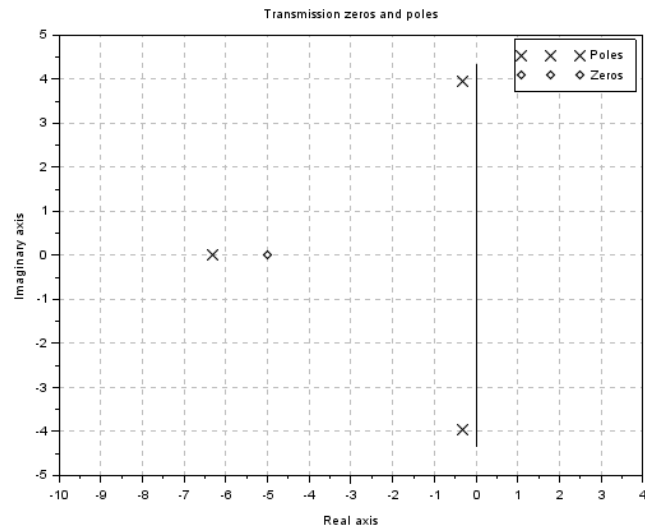 Transmission zeros and poles
Poles
Zeros
5
4
3
2
1
0
-1
-2
-3
-4
-5
Imaginary axis
-10 -9 -8 -7 -6 -5 -4 -3 -2 -1 0 1 2 3 4
Real axis